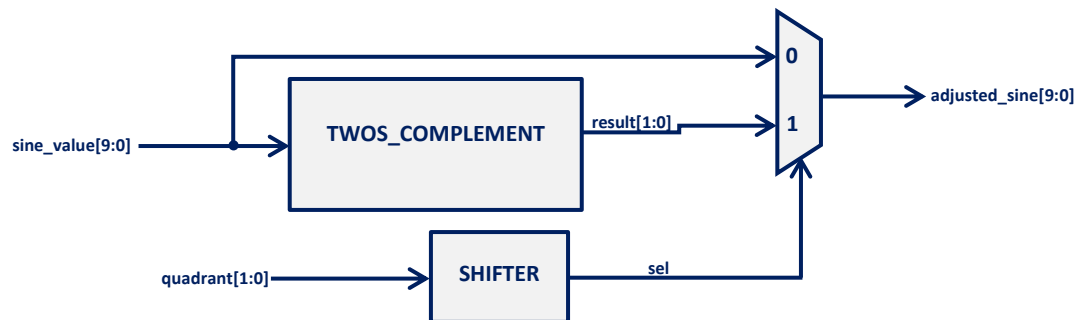 0
adjusted_sine[9:0]
result[1:0]
1
TWOS_COMPLEMENT
sine_value[9:0]
sel
SHIFTER
quadrant[1:0]